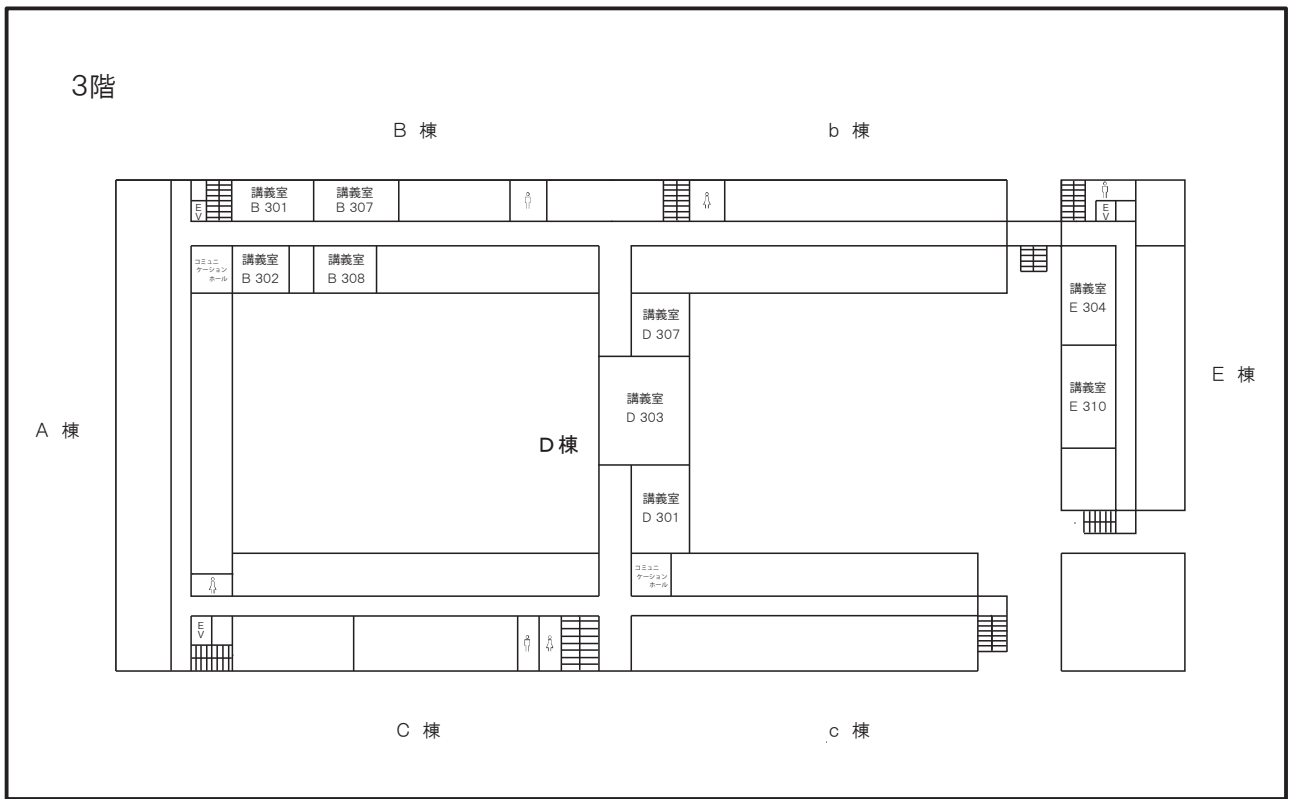 3階
B 棟
b 棟
E
V
講義室
B 301
講義室
B 307
E
V
コミュニ
ケーション
ホール
講義室
B 302
講義室
B 308
講義室
E 304
講義室
D 307
講義室
E 310
E 棟
講義室
D 303
A 棟
D棟
講義室
D 301
コミュニ
ケーション
ホール
E
V
C 棟
c 棟